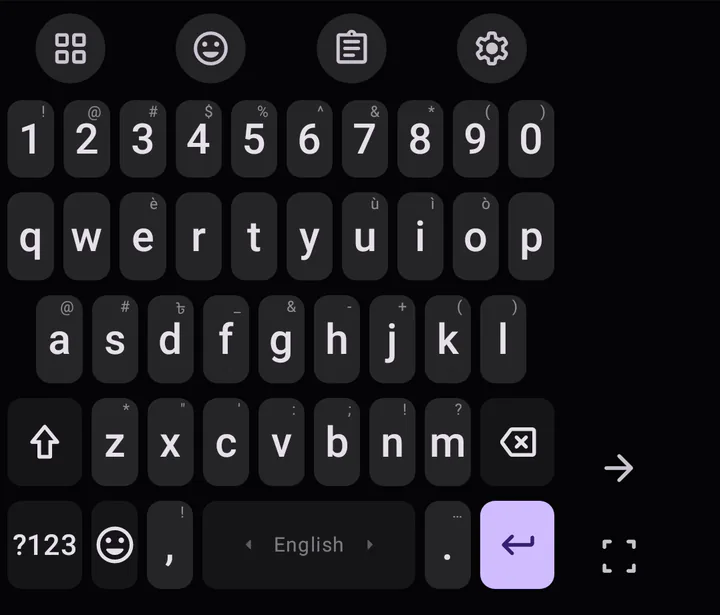 ! @ # $ % ^ & * ( )
1 2 3 4 5 6 7 8 9 0
è ù ì ò
q w e r t y u i o p
@ # ъ _ & - + ( )
a s d f g h j k l
* " ' : ; ! ?
z x c v b n m
! …
?123 , English .